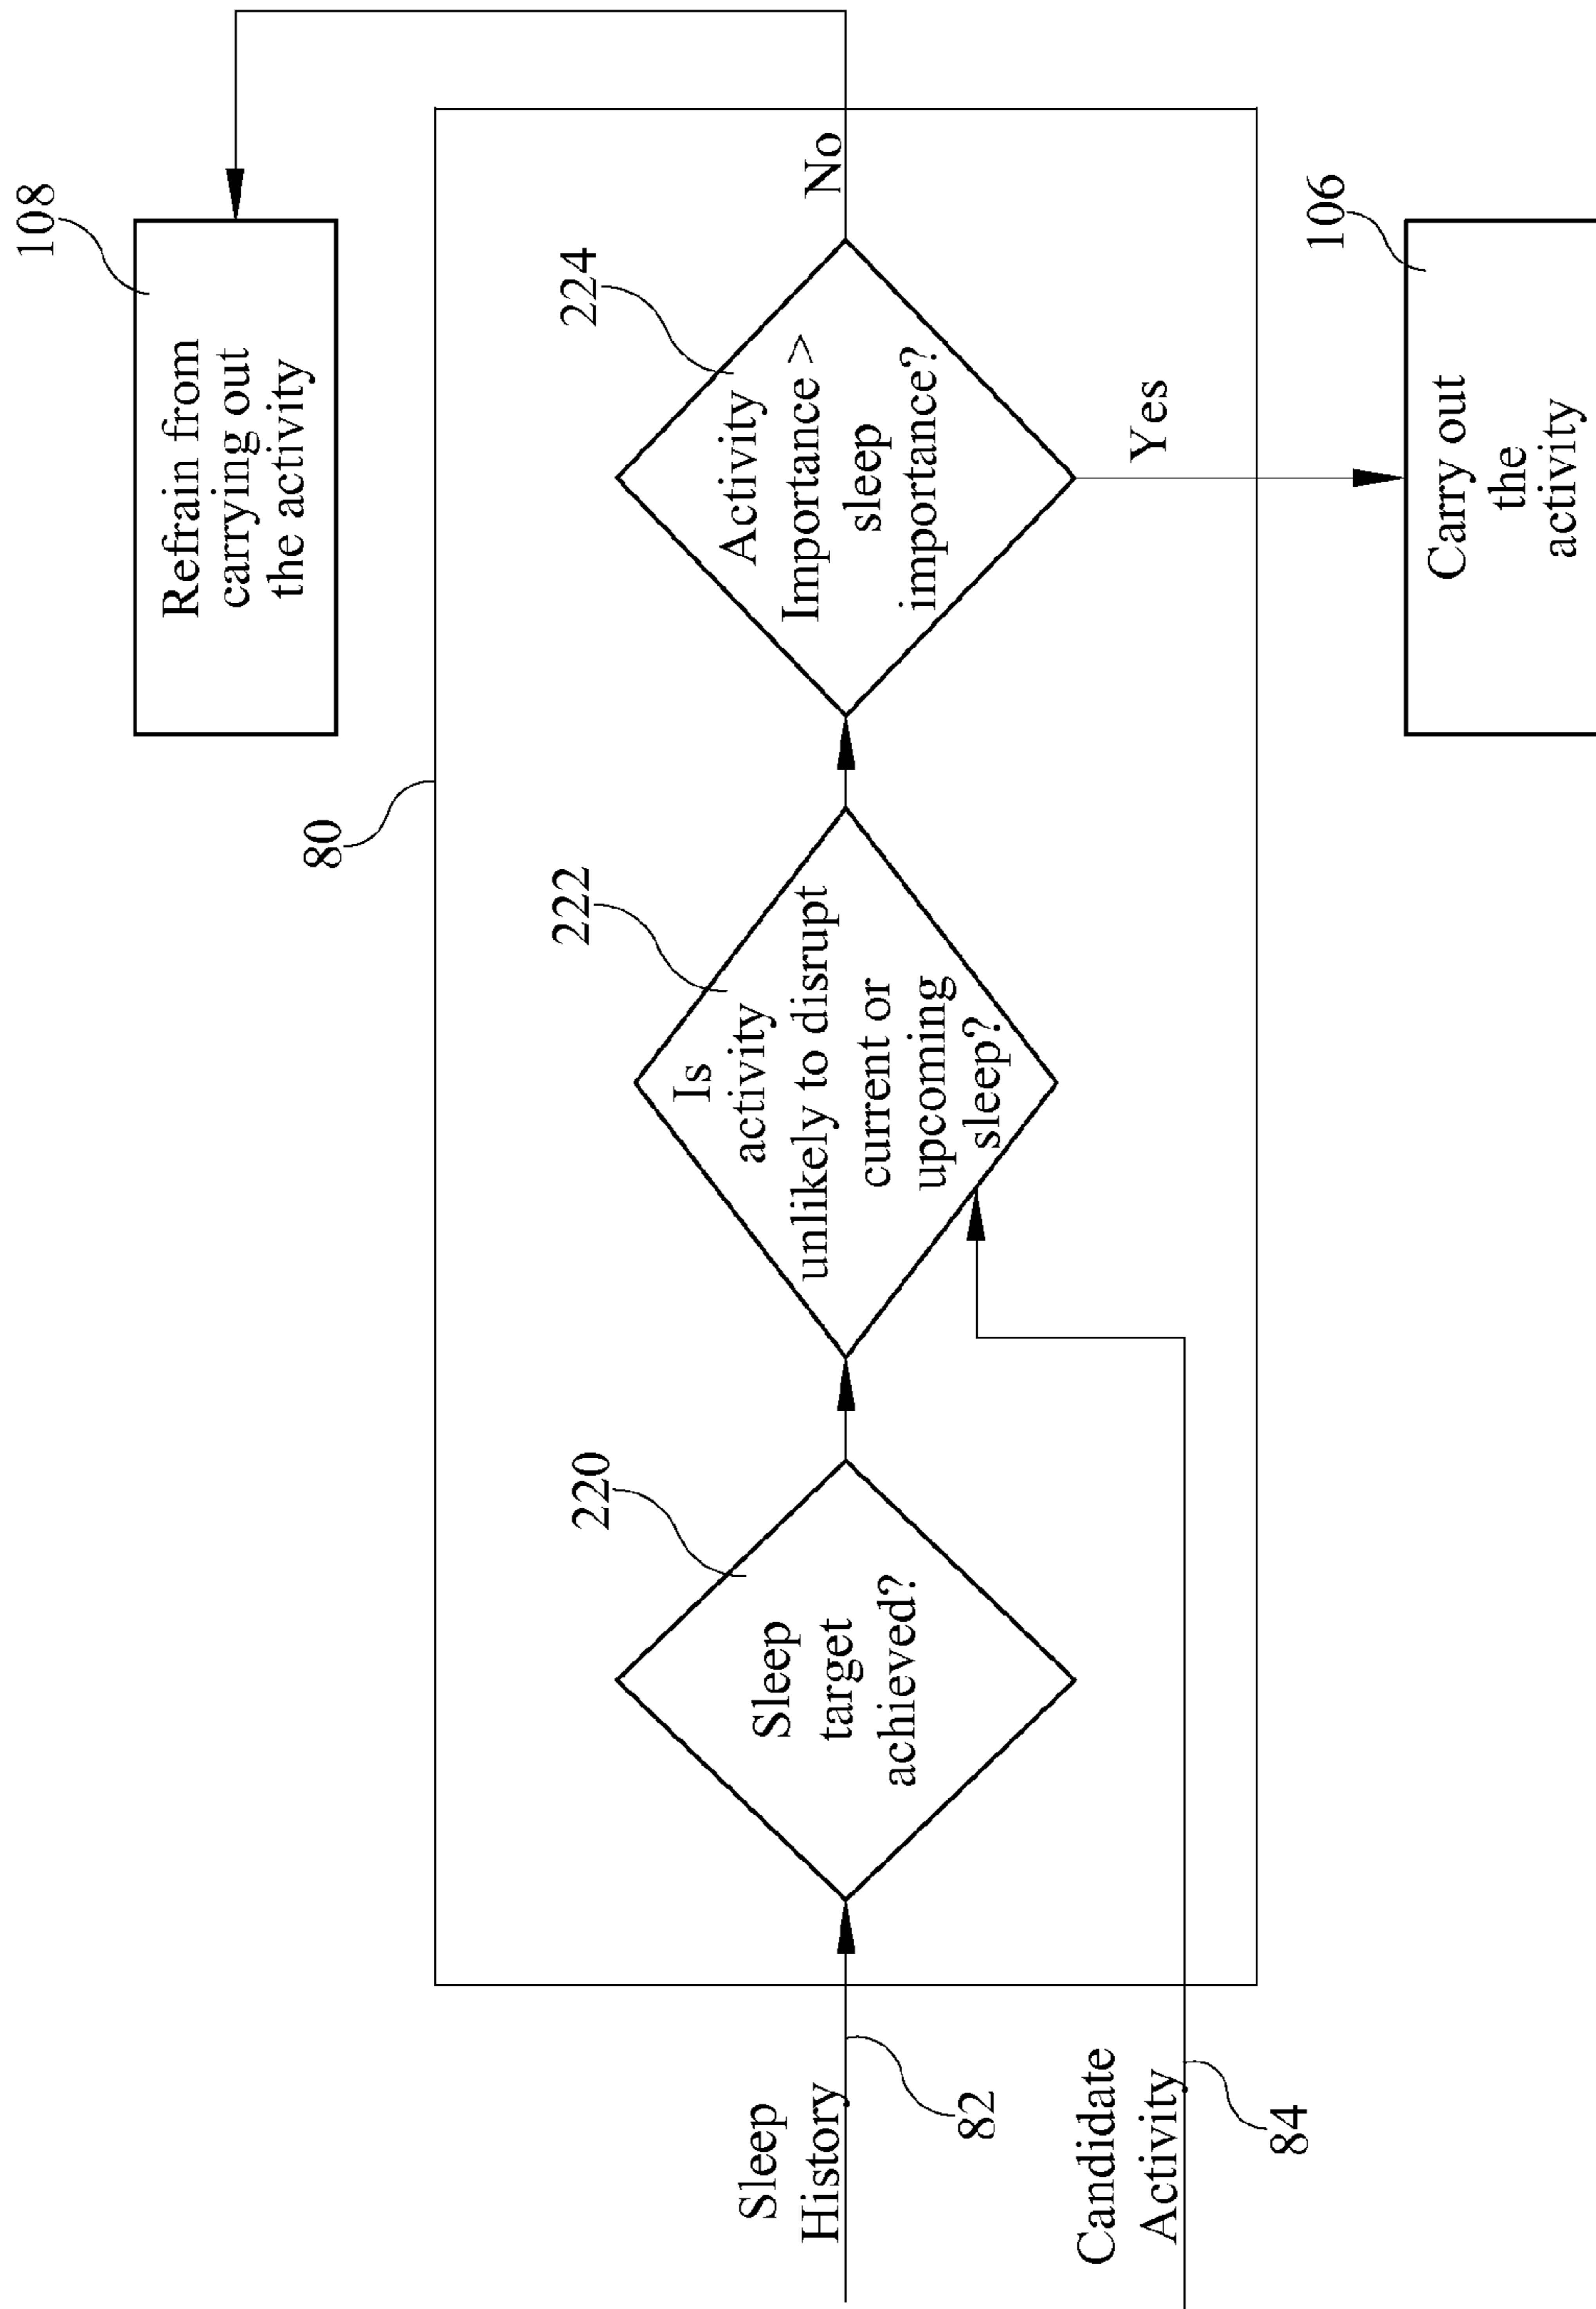 108
Refrain from
carrying out
the activity
80
Sleep
History
82
Candidate
Activity
84
220
Sleep
target
achieved?
222
Is
activity
unlikely to disrupt
current or
upcoming
sleep?
224
Activity
Importance >
sleep
importance?
No
Yes
106
Carry out
the
activity